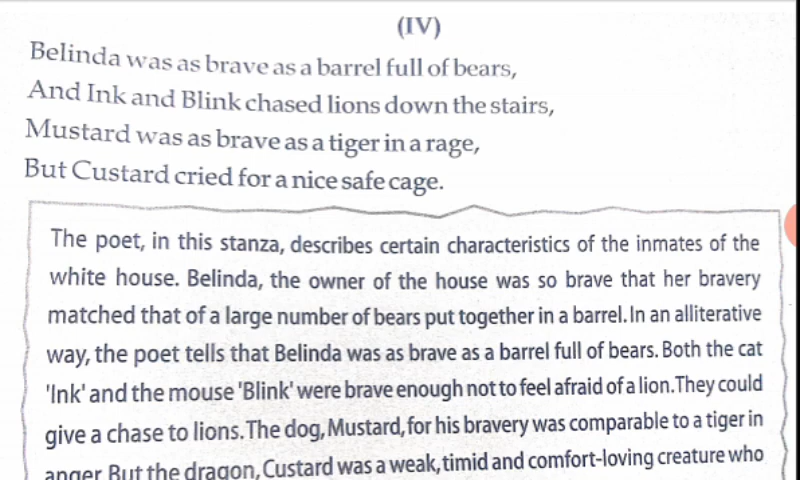 (IV)
Belinda was as brave as a barrel full of bears,
And Ink and Blink chased lions down the stairs,
Mustard was as brave as a tiger in a rage,
But Custard cried for a nice safe cage.
The poet, in this stanza, describes certain characteristics of the inmates of the
white house. Belinda, the owner of the house was so brave that her bravery
matched that of a large number of bears put together in a barrel. In an alliterative
way, the poet tells that Belinda was as brave as a barrel full of bears. Both the cat
'Ink' and the mouse 'Blink' were brave enough not to feel afraid of a lion. They could
give a chase to lions. The dog, Mustard, for his bravery was comparable to a tiger in
anger. But the dragon, Custard was a weak, timid and comfort-loving creature who